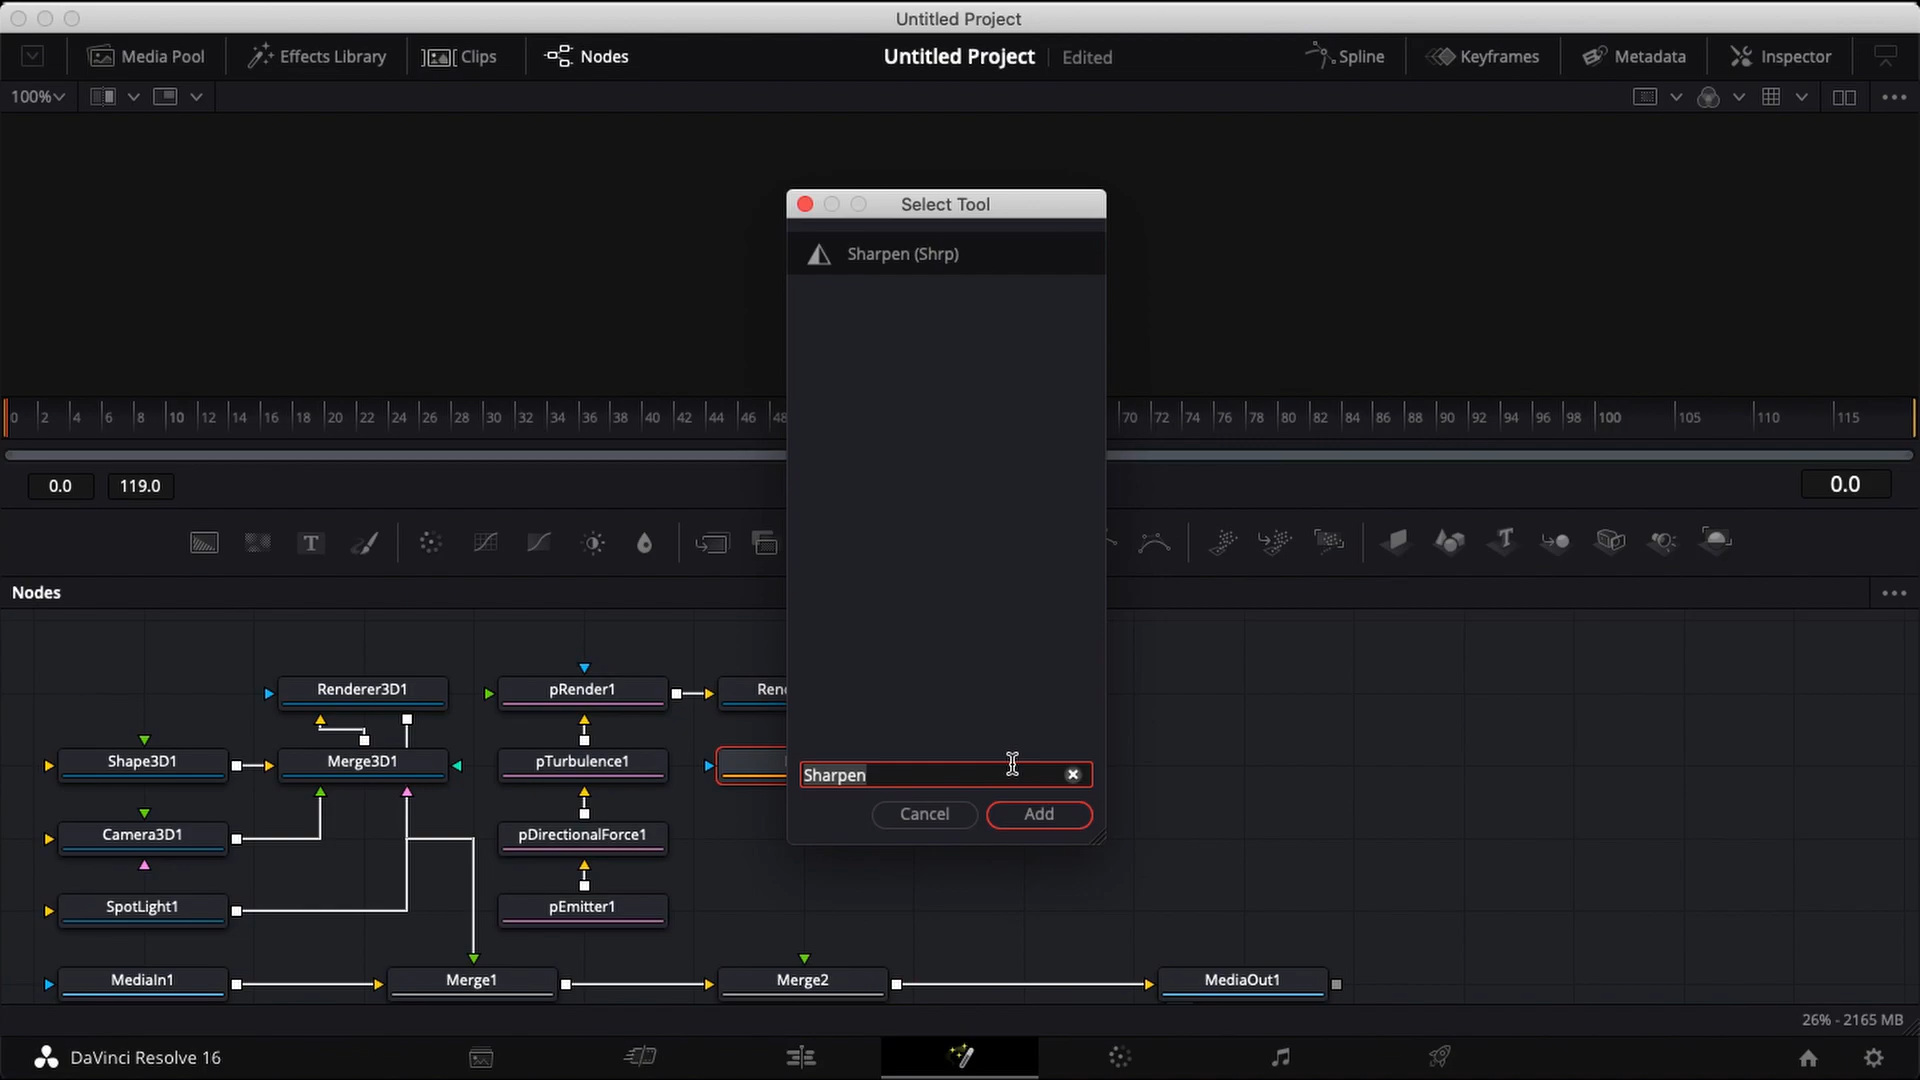 Untitled Project
Media Pool Effects Library Clips Nodes Untitled Project Edited Spline Keyframes Metadata Inspector
100%
Select Tool
Sharpen (Shrp)
0 2 4 6 8 10 12 14 16 18 20 22 24 26 28 30 32 34 36 38 40 42 44 46 48 70 72 74 76 78 80 82 84 86 88 90 92 94 96 98 100 105 110 115
0.0 119.0 0.0
T T
Nodes
Renderer3D1 pRender1 Ren
Shape3D1 Merge3D1 pTurbulence1
Sharpen
Cancel Add
Camera3D1 pDirectionalForce1
SpotLight1 pEmitter1
MediaIn1 Merge1 Merge2 MediaOut1
26% - 2165 MB
DaVinci Resolve 16